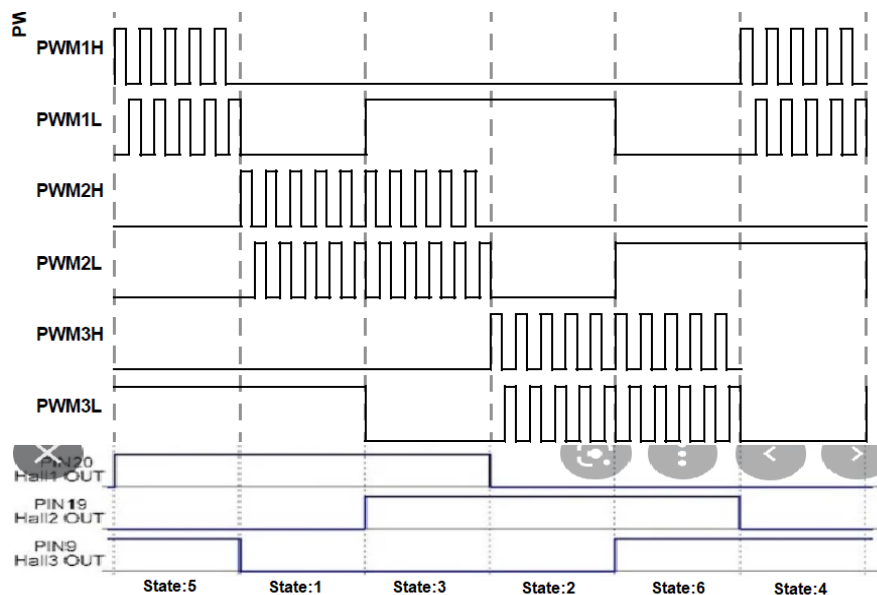 PW
PWM1H
PWM1L
PWM2H
PWM2L
PWM3H
PWM3L
PIN20
Hall1 OUT
PIN19
Hall2 OUT
PIN9
Hall3 OUT
State:5 State:1 State:3 State:2 State:6 State:4